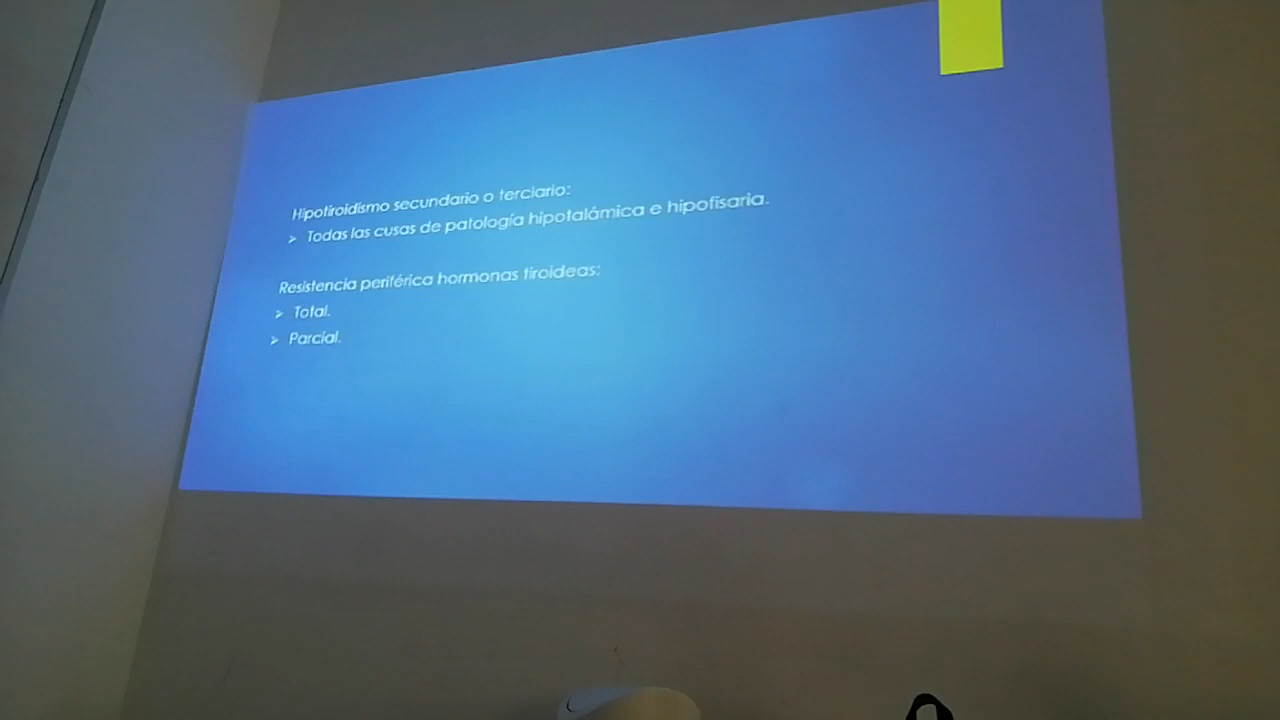 Hipotiroidismo secundario o terciario:
➢ Todas las cusas de patología hipotalámica e hipofisaria.
Resistencia periférica hormonas tiroideas:
➢ Total.
➢ Parcial.